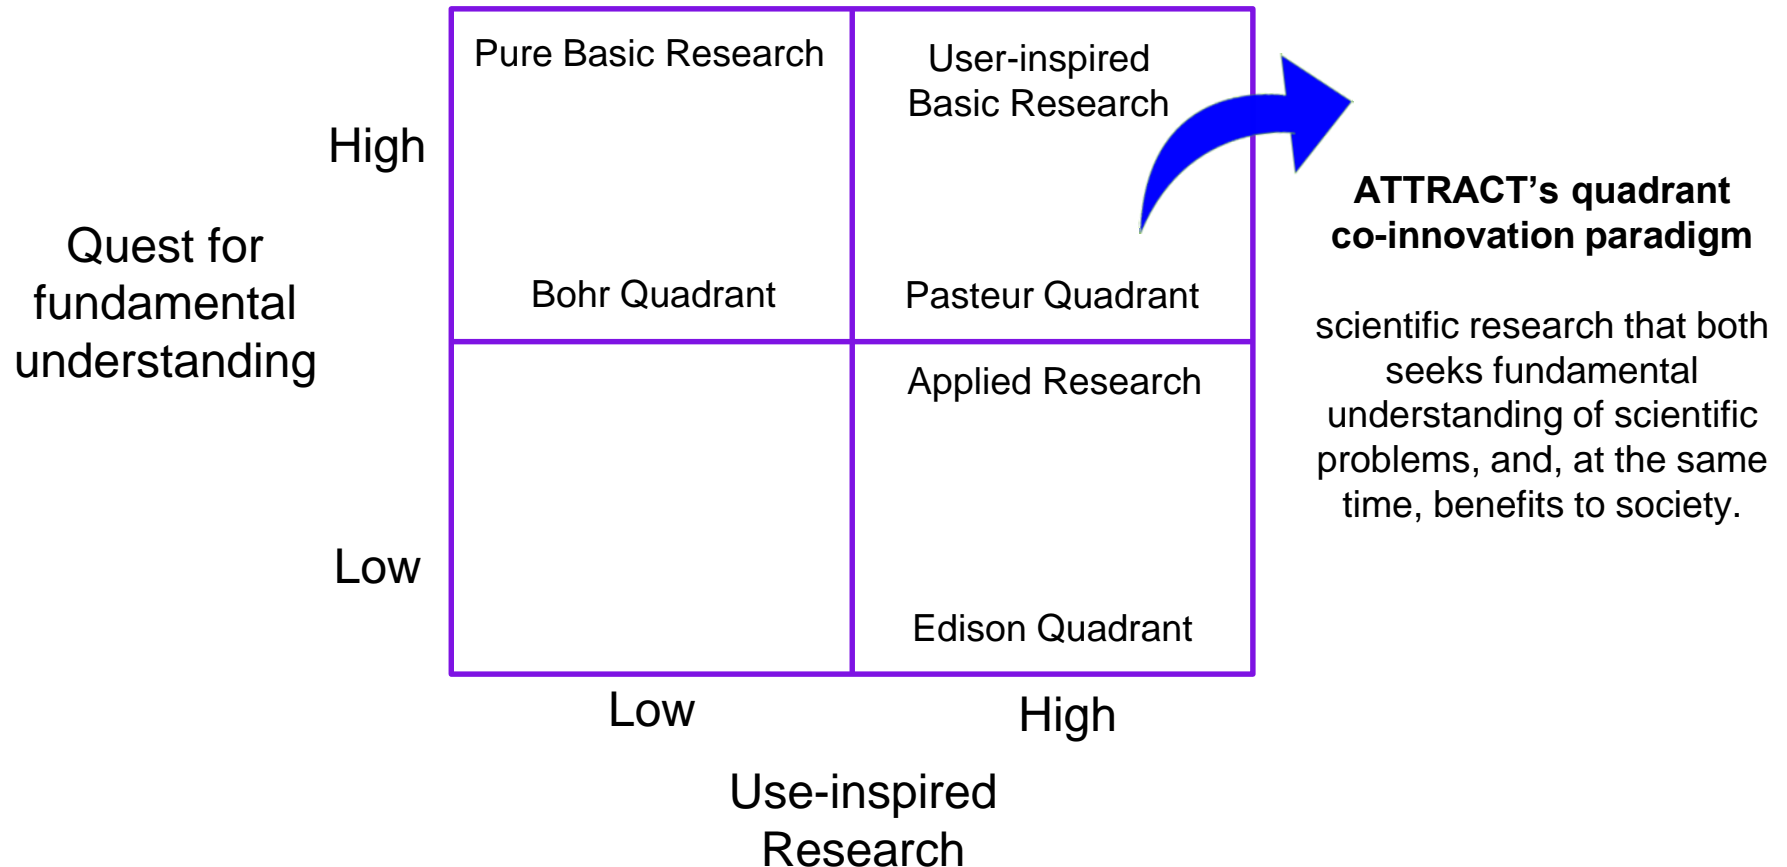 Pure Basic Research
User-inspired
Basic Research
High
Quest for
fundamental
understanding
Bohr Quadrant
Pasteur Quadrant
ATTRACT’s quadrant
co-innovation paradigm
scientific research that both
seeks fundamental
understanding of scientific
problems, and, at the same
time, benefits to society.
Applied Research
Low
Edison Quadrant
Low
High
Use-inspired
Research